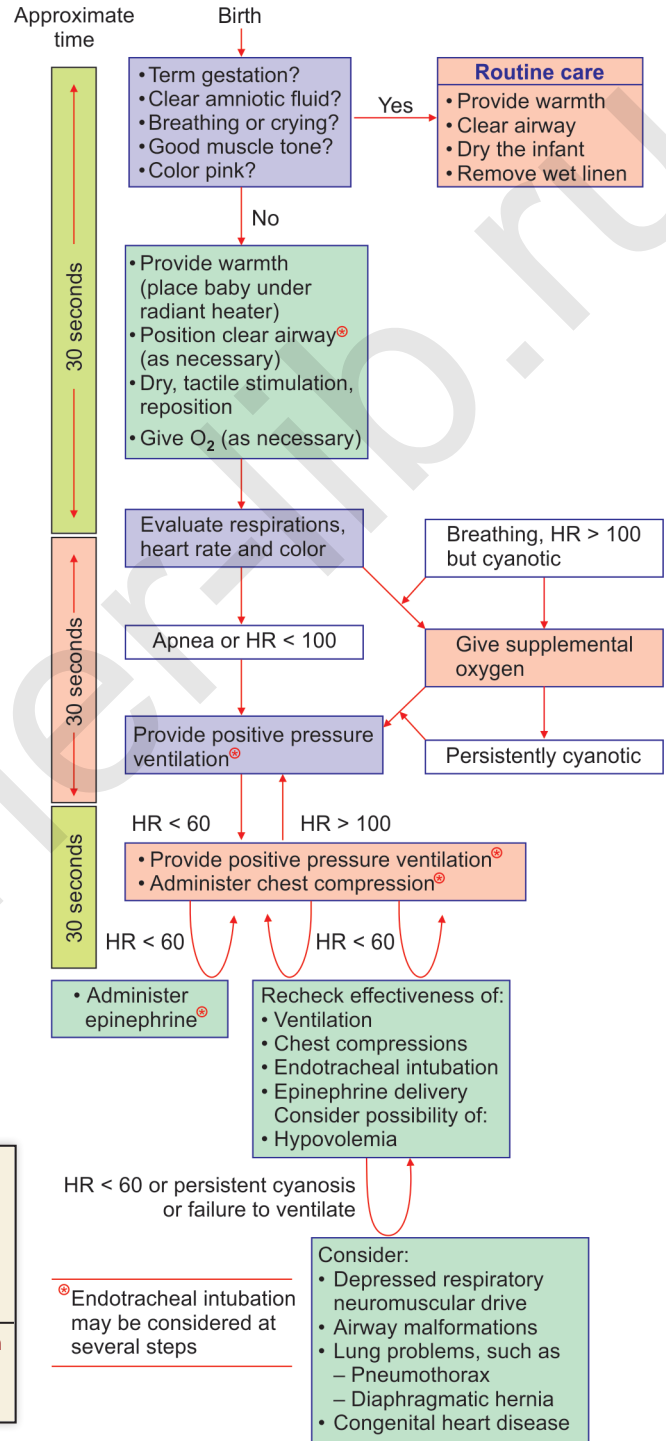 Approximate
time
Birth
• Term gestation?
• Clear amniotic fluid?
• Breathing or crying?
• Good muscle tone?
• Color pink?
Yes
Routine care
• Provide warmth
• Clear airway
• Dry the infant
• Remove wet linen
No
30 seconds
• Provide warmth
(place baby under
radiant heater)
• Position clear airway⊛
(as necessary)
• Dry, tactile stimulation,
reposition
• Give O₂ (as necessary)
Evaluate respirations,
heart rate and color
Breathing, HR > 100
but cyanotic
30 seconds
Apnea or HR < 100
Give supplemental
oxygen
Provide positive pressure
ventilation⊛
Persistently cyanotic
HR < 60
HR > 100
30 seconds
• Provide positive pressure ventilation⊛
• Administer chest compression⊛
HR < 60
HR < 60
• Administer
epinephrine⊛
Recheck effectiveness of:
• Ventilation
• Chest compressions
• Endotracheal intubation
• Epinephrine delivery
Consider possibility of:
• Hypovolemia
HR < 60 or persistent cyanosis
or failure to ventilate
⊛Endotracheal intubation
may be considered at
several steps
Consider:
• Depressed respiratory
neuromuscular drive
• Airway malformations
• Lung problems, such as
– Pneumothorax
– Diaphragmatic hernia
• Congenital heart disease